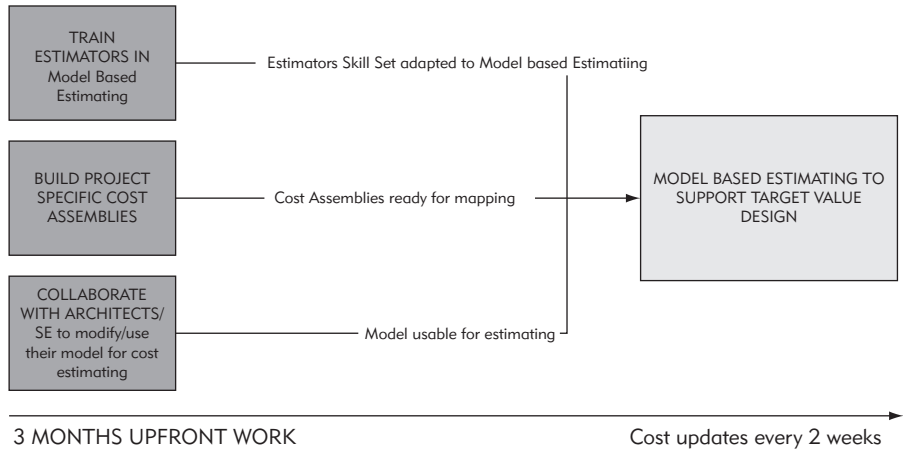 TRAIN
ESTIMATORS IN
Model Based
Estimating
Estimators Skill Set adapted to Model based Estimatiing
BUILD PROJECT
SPECIFIC COST
ASSEMBLIES
Cost Assemblies ready for mapping
MODEL BASED ESTIMATING TO
SUPPORT TARGET VALUE
DESIGN
COLLABORATE
WITH ARCHITECTS/
SE to modify/use
their model for cost
estimating
Model usable for estimating
3 MONTHS UPFRONT WORK
Cost updates every 2 weeks